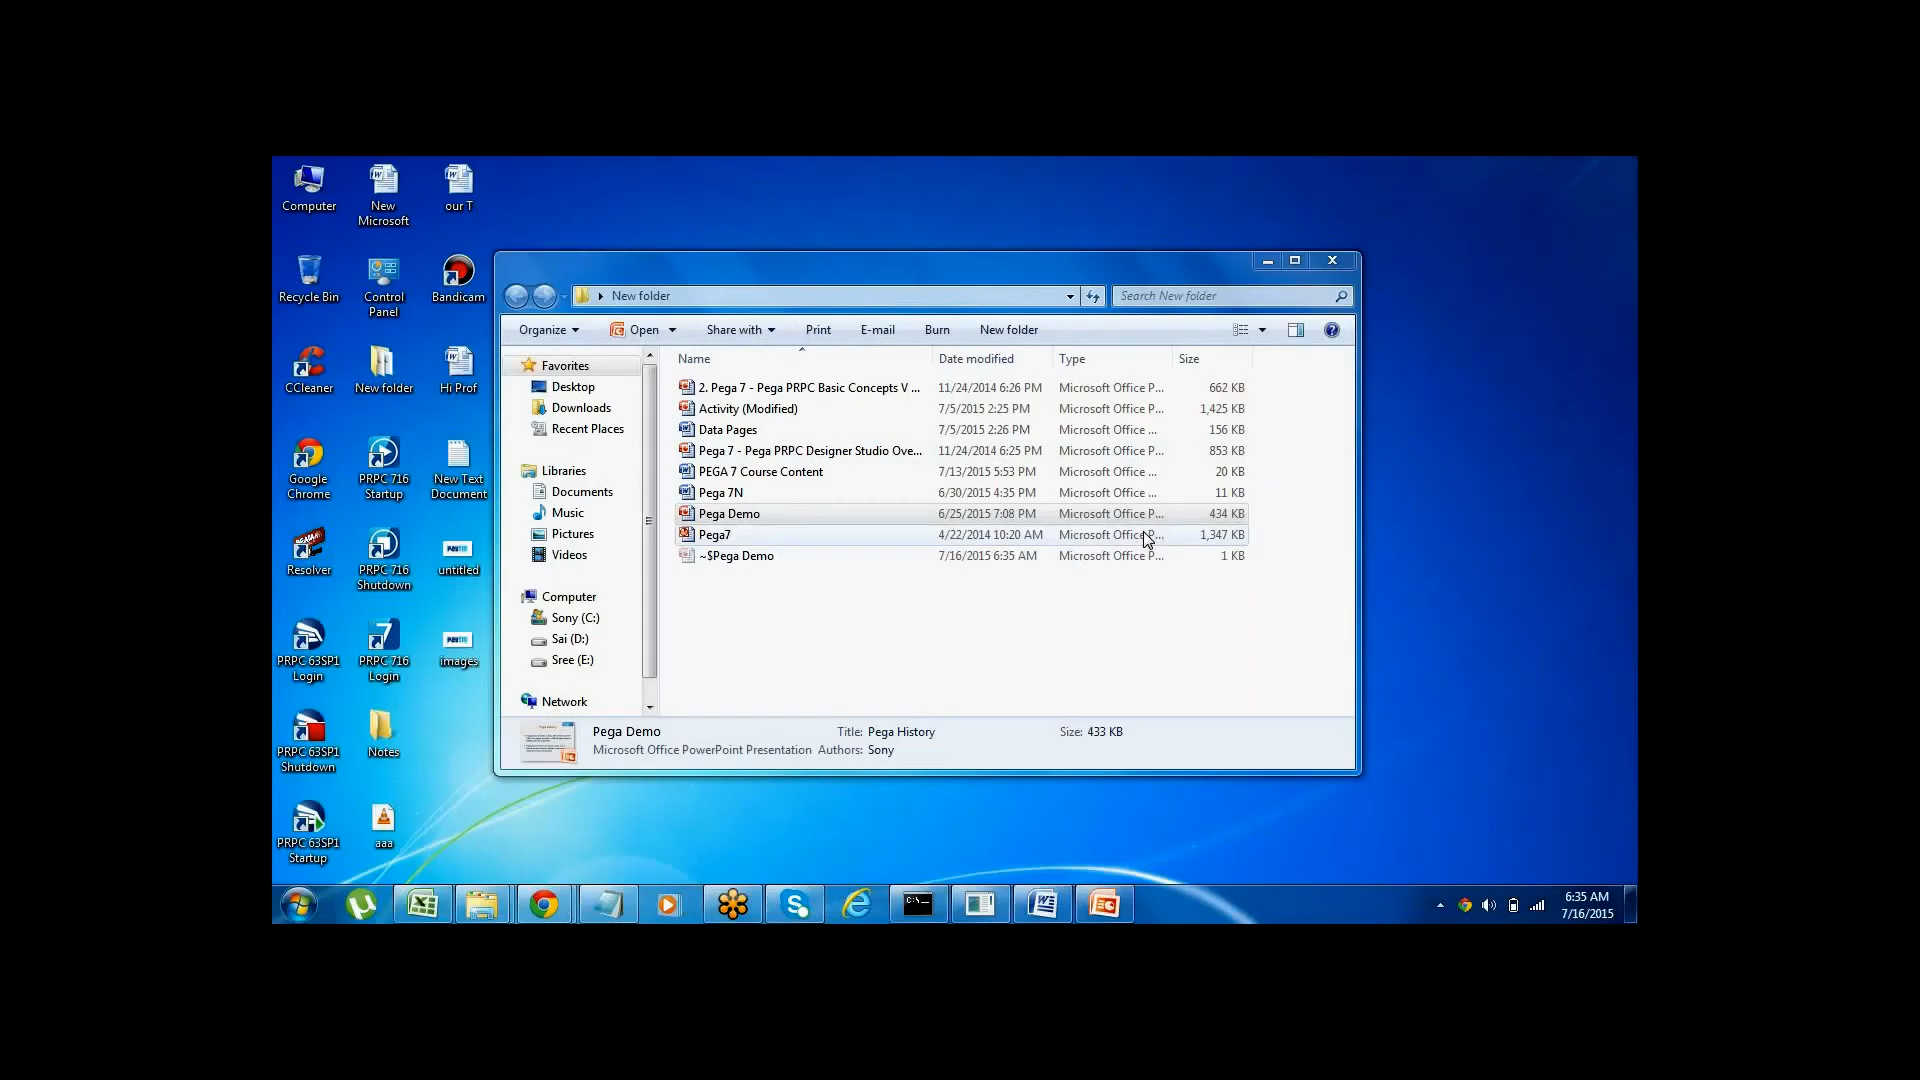 Computer
New
Microsoft
our T
Recycle Bin
Control
Panel
Bandicam
CCleaner
New folder
Hi Prof
Google
Chrome
PRPC 716
Startup
New Text
Document
Resolver
PRPC 716
Shutdown
untitled
PRPC 63SP1
Login
PRPC 716
Login
images
PRPC 63SP1
Shutdown
Notes
PRPC 63SP1
Startup
aaa
New folder
Search New folder
Organize Open Share with Print E-mail Burn New folder
Favorites
Desktop
Downloads
Recent Places
Libraries
Documents
Music
Pictures
Videos
Computer
Sony (C:)
Sai (D:)
Sree (E:)
Network
Name Date modified Type Size
2. Pega 7 - Pega PRPC Basic Concepts V ... 11/24/2014 6:26 PM Microsoft Office P... 662 KB
Activity (Modified) 7/5/2015 2:25 PM Microsoft Office P... 1,425 KB
Data Pages 7/5/2015 2:26 PM Microsoft Office ... 156 KB
Pega 7 - Pega PRPC Designer Studio Ove... 11/24/2014 6:25 PM Microsoft Office P... 853 KB
PEGA 7 Course Content 7/13/2015 5:53 PM Microsoft Office ... 20 KB
Pega 7N 6/30/2015 4:35 PM Microsoft Office ... 11 KB
Pega Demo 6/25/2015 7:08 PM Microsoft Office P... 434 KB
Pega7 4/22/2014 10:20 AM Microsoft Office P... 1,347 KB
~$Pega Demo 7/16/2015 6:35 AM Microsoft Office P... 1 KB
Pega Demo Title: Pega History Size: 433 KB
Microsoft Office PowerPoint Presentation Authors: Sony
6:35 AM
7/16/2015